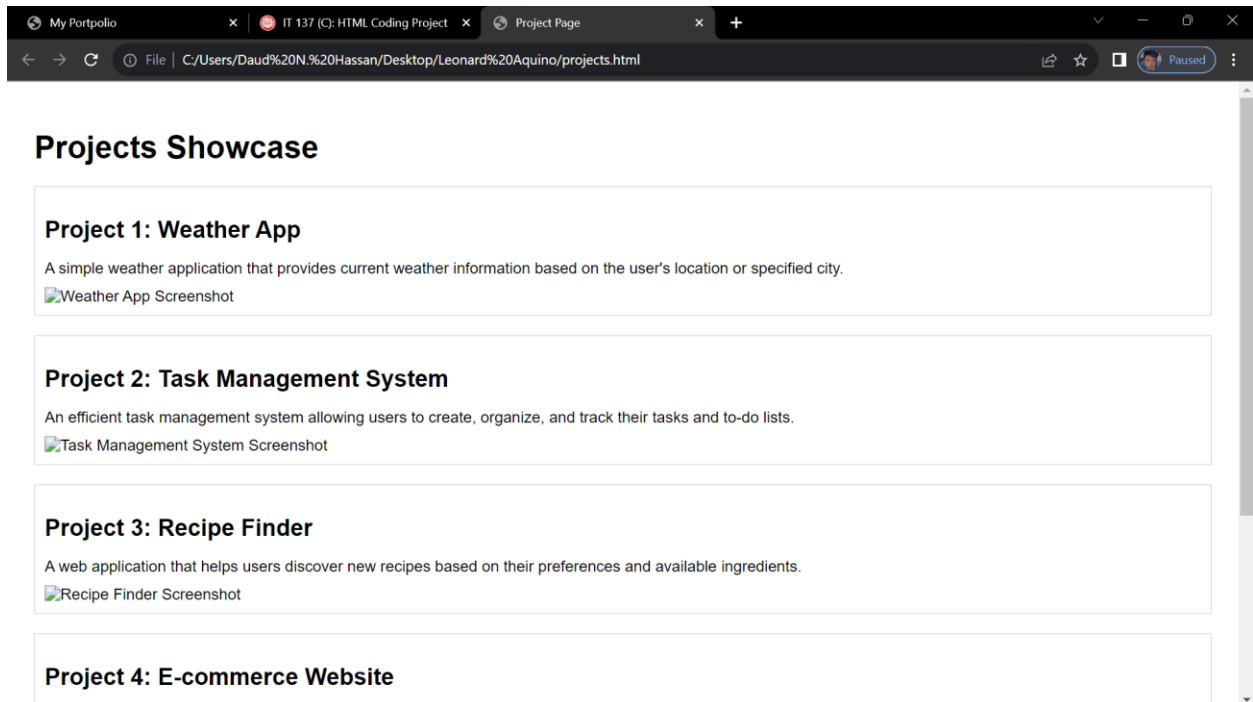 My Portpolio
IT 137 (C): HTML Coding Project
Project Page
File
C:/Users/Daud%20N.%20Hassan/Desktop/Leonard%20Aquino/projects.html
Paused
Projects Showcase
Project 1: Weather App
A simple weather application that provides current weather information based on the user's location or specified city.
Weather App Screenshot
Project 2: Task Management System
An efficient task management system allowing users to create, organize, and track their tasks and to-do lists.
Task Management System Screenshot
Project 3: Recipe Finder
A web application that helps users discover new recipes based on their preferences and available ingredients.
Recipe Finder Screenshot
Project 4: E-commerce Website